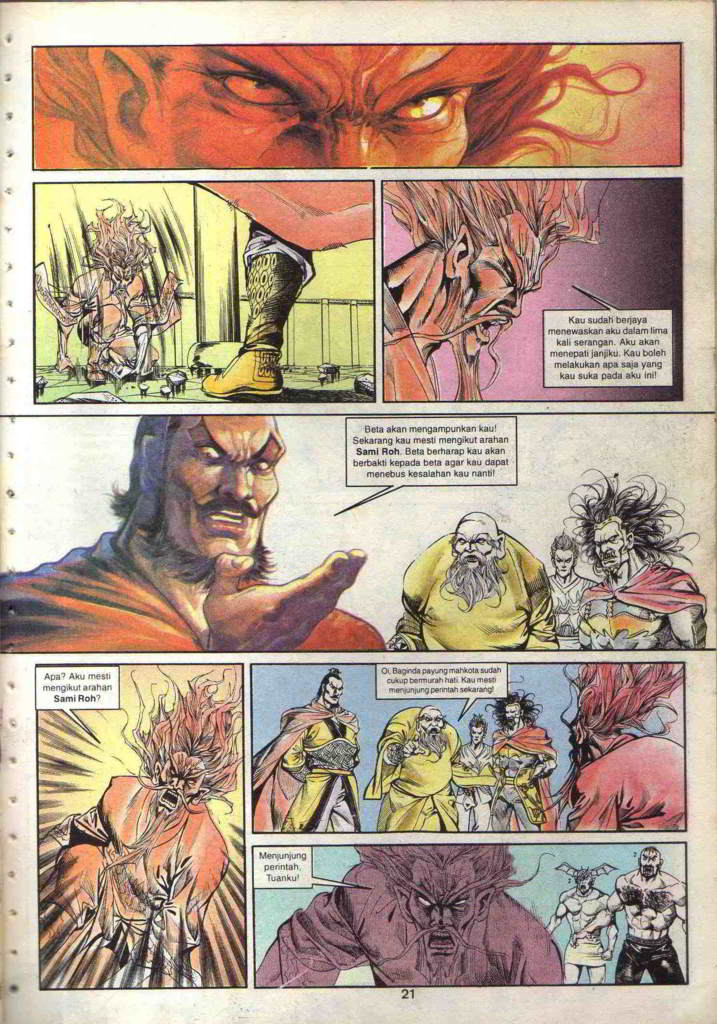 Kau sudah berjaya
menewaskan aku dalam lima
kali serangan. Aku akan
menepati janjiku. Kau boleh
melakukan apa saja yang
kau suka pada aku ini!
Beta akan mengampunkan kau!
Sekarang kau mesti mengikut arahan
Sami Roh. Beta berharap kau akan
berbakti kepada beta agar kau dapat
menebus kesalahan kau nanti!
Apa? Aku mesti
mengikut arahan
Sami Roh?
Oi, Baginda payung mahkota sudah
cukup bermurah hati. Kau mesti
menjunjung perintah sekarang!
Menjunjung
perintah,
Tuanku!
21